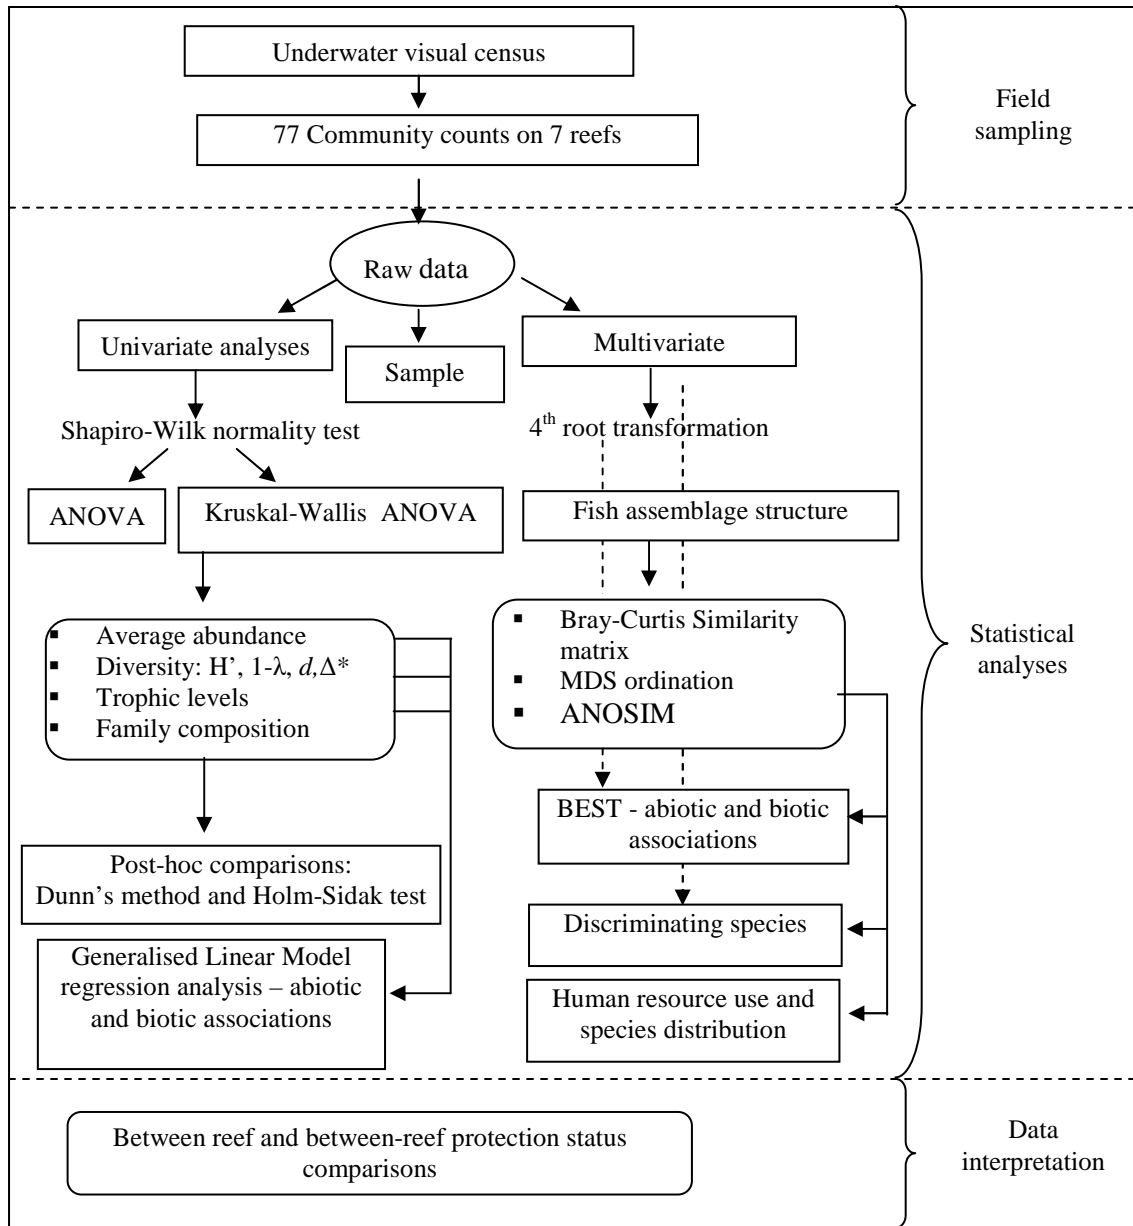 Underwater visual census
77 Community counts on 7 reefs
Field
sampling
Raw data
Univariate analyses
Sample
Multivariate
Shapiro-Wilk normality test
4th root transformation
ANOVA
Kruskal-Wallis ANOVA
Fish assemblage structure
▪ Average abundance
▪ Diversity: H’, 1-λ, d,Δ*
▪ Trophic levels
▪ Family composition
▪ Bray-Curtis Similarity
matrix
▪ MDS ordination
▪ ANOSIM
Statistical
analyses
BEST - abiotic and biotic
associations
Post-hoc comparisons:
Dunn’s method and Holm-Sidak test
Discriminating species
Generalised Linear Model
regression analysis – abiotic
and biotic associations
Human resource use and
species distribution
Between reef and between-reef protection status
comparisons
Data
interpretation